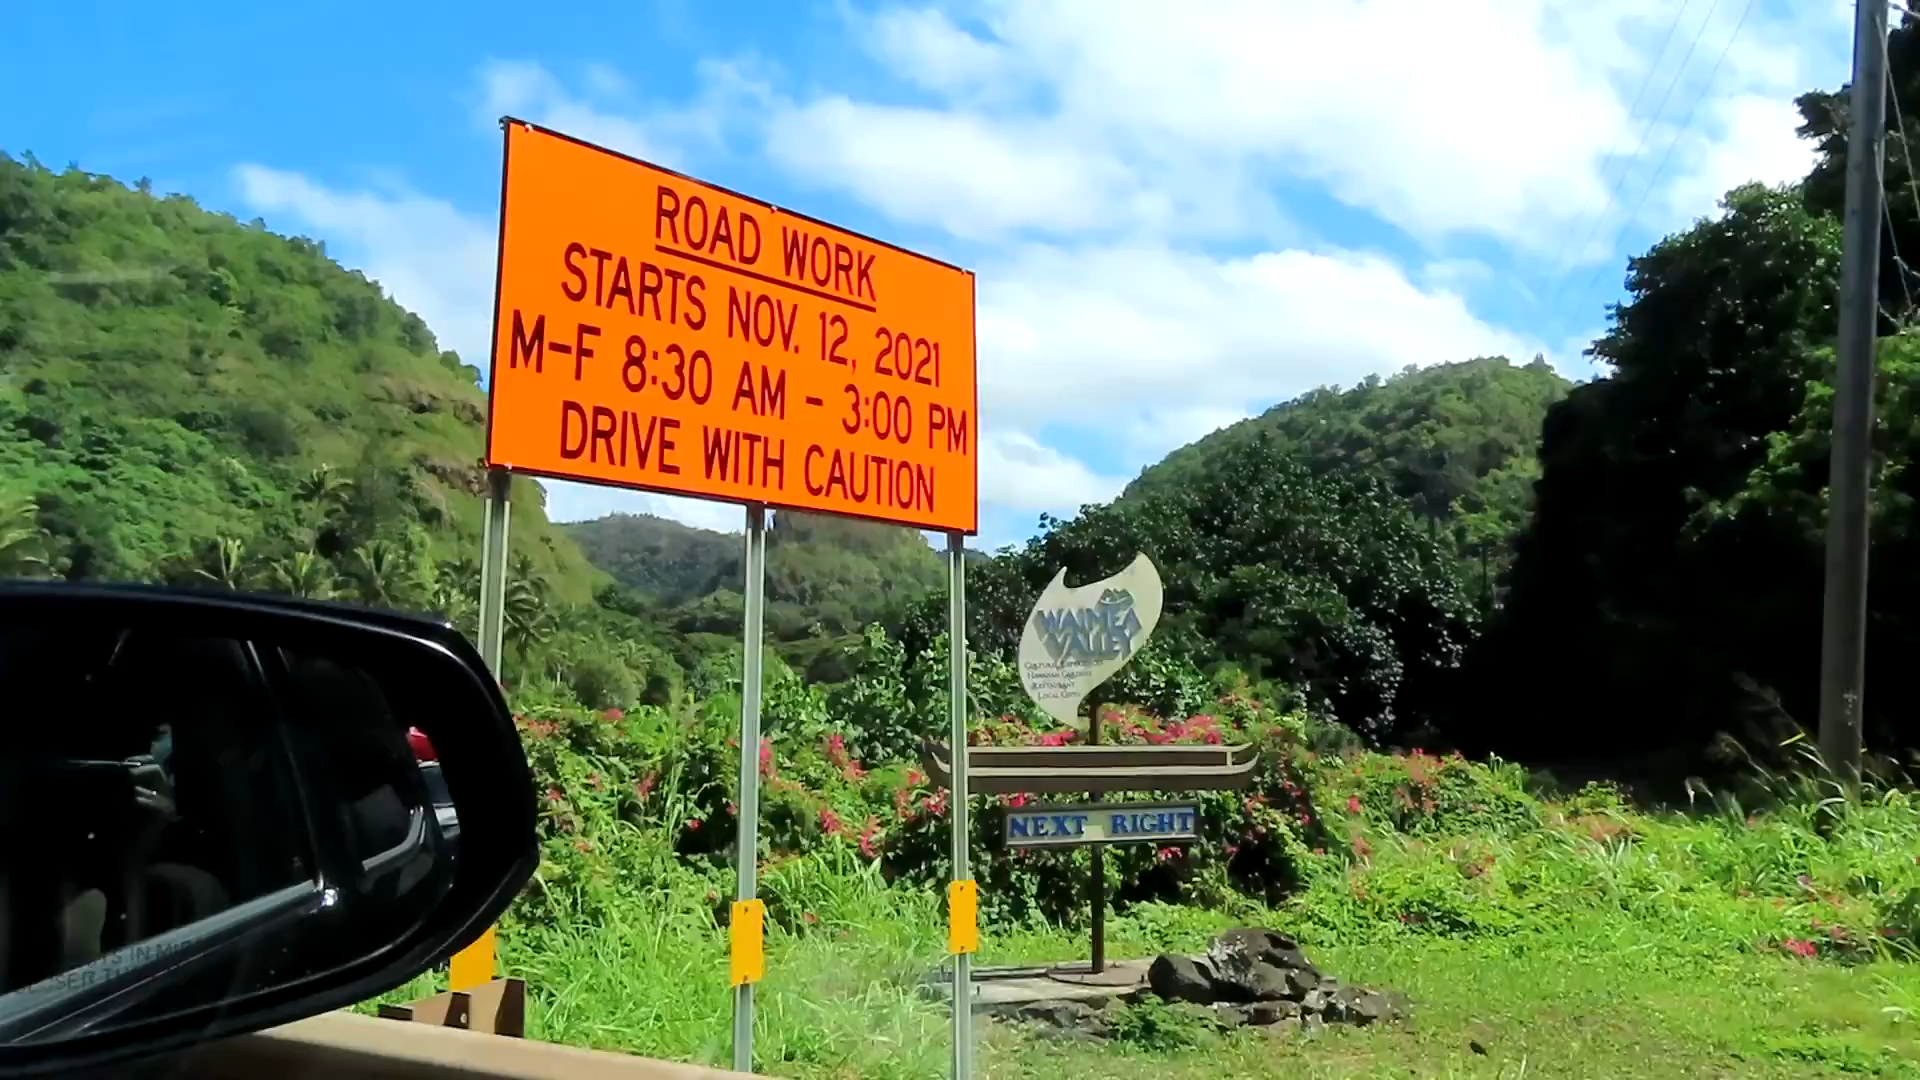 ROAD WORK
STARTS NOV. 12, 2021
M-F 8:30 AM - 3:00 PM
DRIVE WITH CAUTION
WAIMEA
VALLEY
NEXT RIGHT
IN